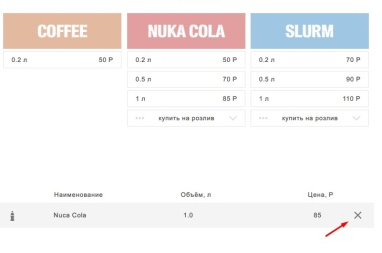 COFFEE NUKA COLA SLURM
0.2 л 50 Р 0.2 л 50 Р 0.2 л 70 Р
0.5 л 70 Р 0.5 л 90 Р
1 л 85 Р 1 л 110 Р
купить на розлив купить на розлив
Наименование Объём, л Цена, Р
Nuca Cola 1.0 85